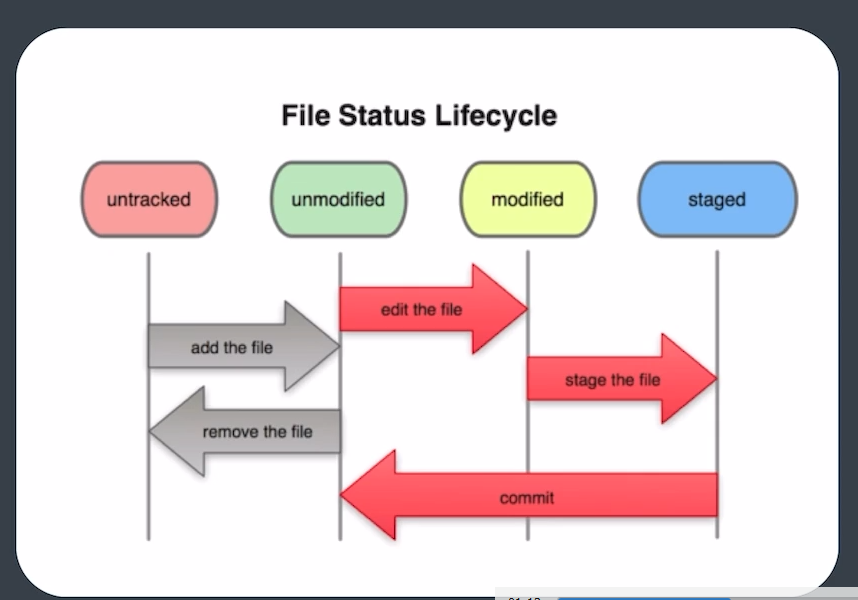 File Status Lifecycle
untracked
unmodified
modified
staged
edit the file
add the file
stage the file
remove the file
commit